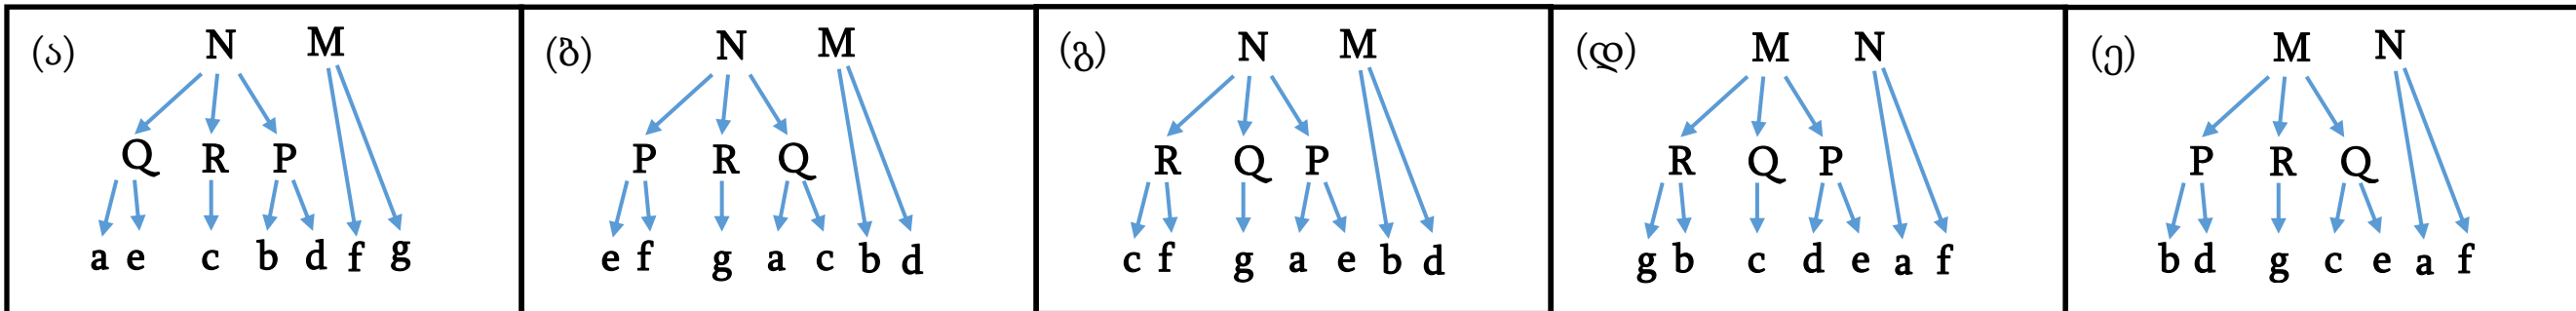 (ა) N M
Q R P
a e c b d f g
(ბ) N M
P R Q
e f g a c b d
(გ) N M
R Q P
c f g a e b d
(დ) M N
R Q P
g b c d e a f
(ე) M N
P R Q
b d g c e a f